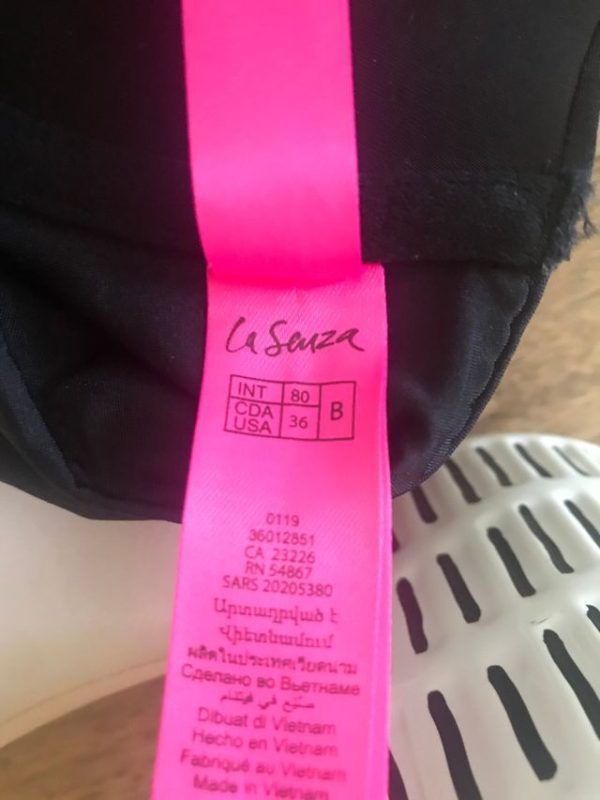 La Senza
INT 80 B
CDA USA 36
0119
36012851
CA 23226
RN 54867
SARS 20205380
Արտադրված է
Վիետնամում
ผลิตในประเทศเวียดนาม
Сделано во Вьетнаме
صنع في فيتنام
Dibuat di Vietnam
Hecho en Vietnam
Fabriqué au Vietnam
Made in Vietnam